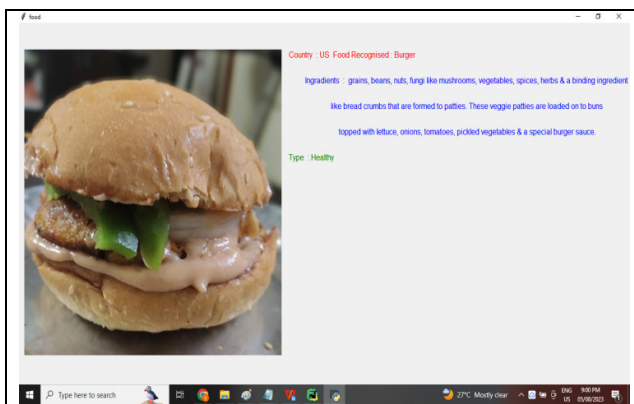 food
Country : US Food Recognised : Burger
Ingradients : grains, beans, nuts, fungi like mushrooms, vegetables, spices, herbs & a binding ingredient
like bread crumbs that are formed to patties. These veggie patties are loaded on to buns
topped with lettuce, onions, tomatoes, pickled vegetables & a special burger sauce.
Type : Healthy
Type here to search
27°C Mostly clear
ENG
US
9:00 PM
05/08/2023